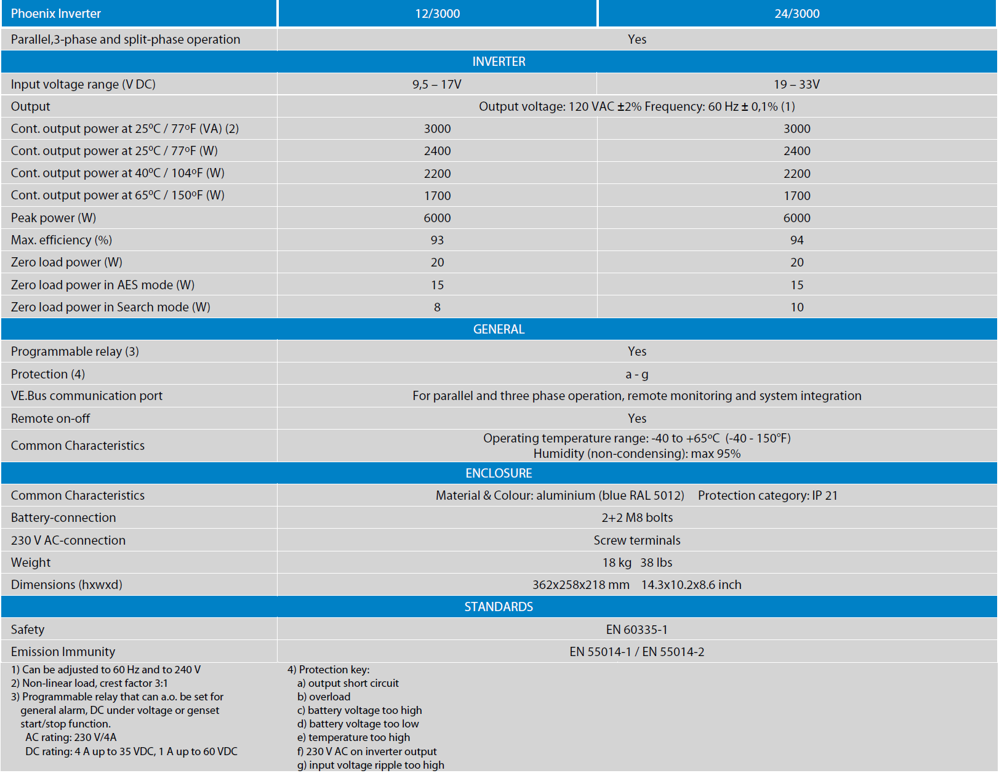 Phoenix Inverter 12/3000 24/3000
Parallel,3-phase and split-phase operation Yes
INVERTER
Input voltage range (V DC) 9,5 – 17V 19 – 33V
Output Output voltage: 120 VAC ±2% Frequency: 60 Hz ± 0,1% (1)
Cont. output power at 25ºC / 77ºF (VA) (2) 3000 3000
Cont. output power at 25ºC / 77ºF (W) 2400 2400
Cont. output power at 40ºC / 104ºF (W) 2200 2200
Cont. output power at 65ºC / 150ºF (W) 1700 1700
Peak power (W) 6000 6000
Max. efficiency (%) 93 94
Zero load power (W) 20 20
Zero load power in AES mode (W) 15 15
Zero load power in Search mode (W) 8 10
GENERAL
Programmable relay (3) Yes
Protection (4) a - g
VE.Bus communication port For parallel and three phase operation, remote monitoring and system integration
Remote on-off Yes
Common Characteristics Operating temperature range: -40 to +65ºC (-40 - 150°F)
Humidity (non-condensing): max 95%
ENCLOSURE
Common Characteristics Material & Colour: aluminium (blue RAL 5012) Protection category: IP 21
Battery-connection 2+2 M8 bolts
230 V AC-connection Screw terminals
Weight 18 kg 38 lbs
Dimensions (hxwxd) 362x258x218 mm 14.3x10.2x8.6 inch
STANDARDS
Safety EN 60335-1
Emission Immunity EN 55014-1 / EN 55014-2
1) Can be adjusted to 60 Hz and to 240 V
2) Non-linear load, crest factor 3:1
3) Programmable relay that can a.o. be set for
general alarm, DC under voltage or genset
start/stop function.
AC rating: 230 V/4A
DC rating: 4 A up to 35 VDC, 1 A up to 60 VDC
4) Protection key:
a) output short circuit
b) overload
c) battery voltage too high
d) battery voltage too low
e) temperature too high
f) 230 V AC on inverter output
g) input voltage ripple too high